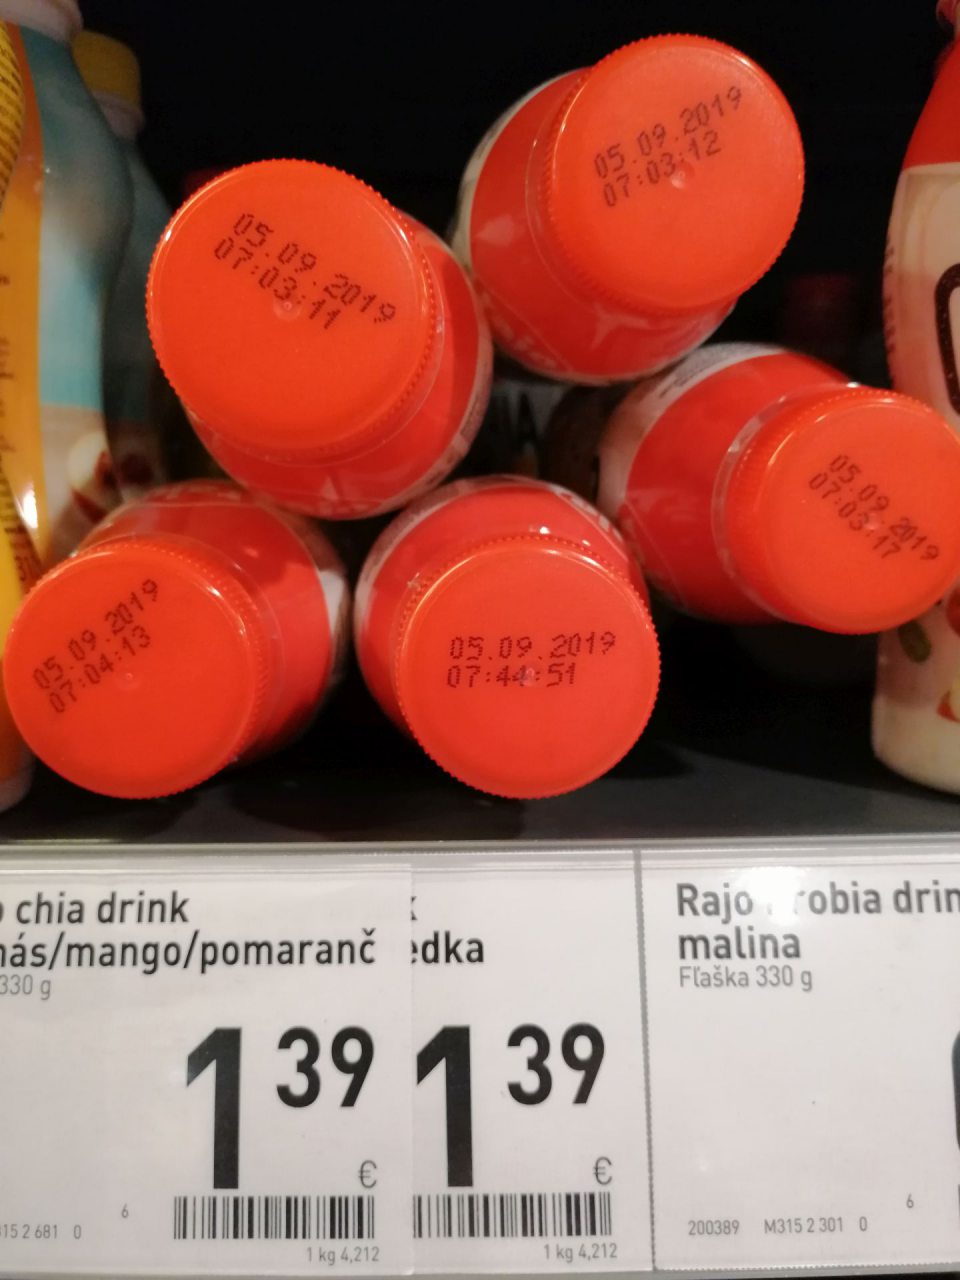 05.09.2019
07:03:12
05.09.2019
07:03:11
05.09.2019
07:03:17
05.09.2019
07:04:13
05.09.2019
07:44:51
chia drink
/mango/pomaranč
330 g
1 39
€
1 kg 4,212
6
315 2 681 0
1 39
€
1 kg 4,212
Rajo drin
malina
Fľaška 330 g
6
200389 M315 2 301 0